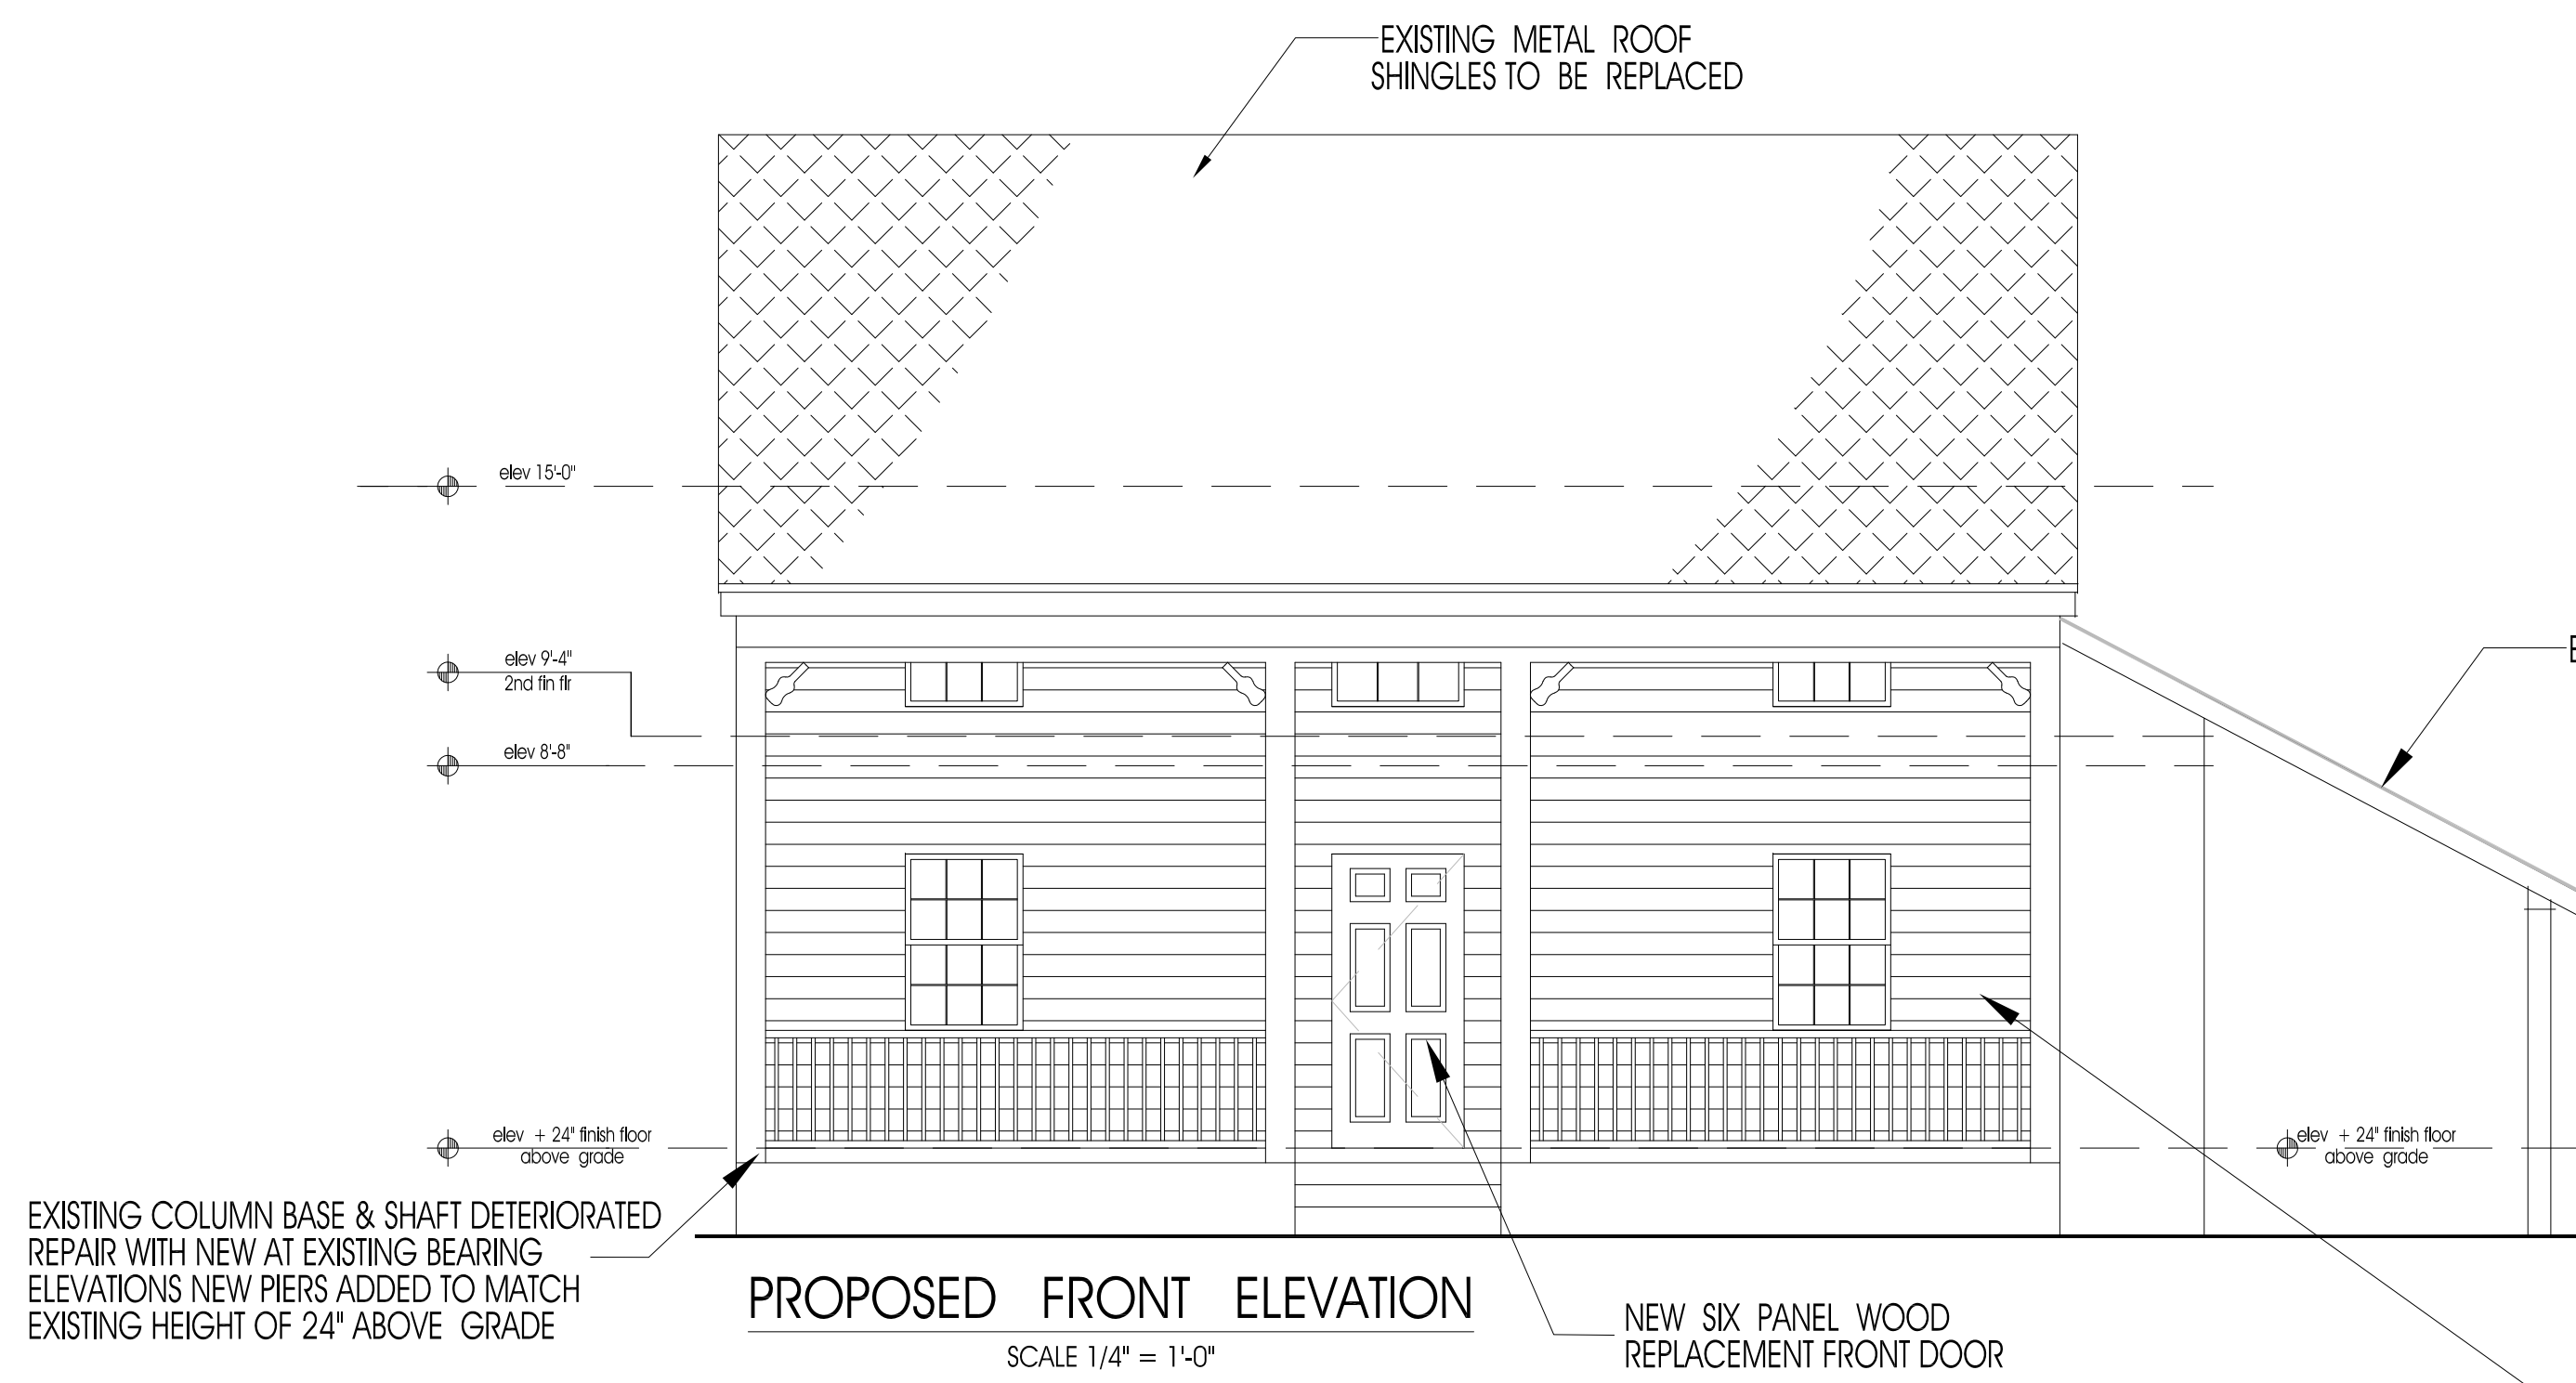 EXISTING METAL ROOF
SHINGLES TO BE REPLACED
elev 15'-0"
elev 9'-4"
2nd fin flr
elev 8'-8"
elev + 24" finish floor
above grade
elev + 24" finish floor
above grade
EXISTING COLUMN BASE & SHAFT DETERIORATED
REPAIR WITH NEW AT EXISTING BEARING
ELEVATIONS NEW PIERS ADDED TO MATCH
EXISTING HEIGHT OF 24" ABOVE GRADE
PROPOSED FRONT ELEVATION
SCALE 1/4" = 1'-0"
NEW SIX PANEL WOOD
REPLACEMENT FRONT DOOR